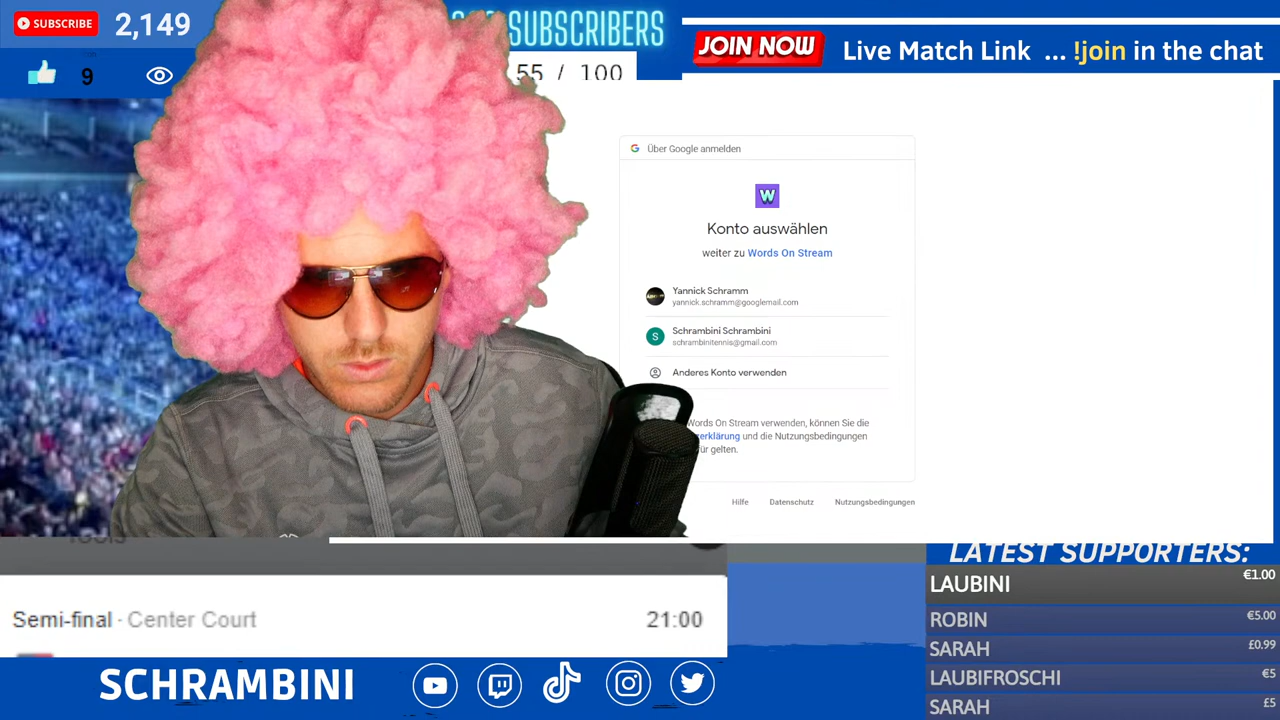 SUBSCRIBE 2,149
SUBSCRIBERS
9
55 / 100
JOIN NOW Live Match Link ... !join in the chat
G Über Google anmelden
W
Konto auswählen
weiter zu Words On Stream
Yannick Schramm
yannick.schramm@googlemail.com
S Schrambini Schrambini
schrambinitennis@gmail.com
Anderes Konto verwenden
Words On Stream verwenden, können Sie die
erklärung und die Nutzungsbedingungen
für gelten.
Hilfe Datenschutz Nutzungsbedingungen
Semi-final · Center Court 21:00
SCHRAMBINI
LATEST SUPPORTERS:
LAUBINI €1.00
ROBIN €5.00
SARAH £0.99
LAUBIFROSCHI €5
SARAH £5